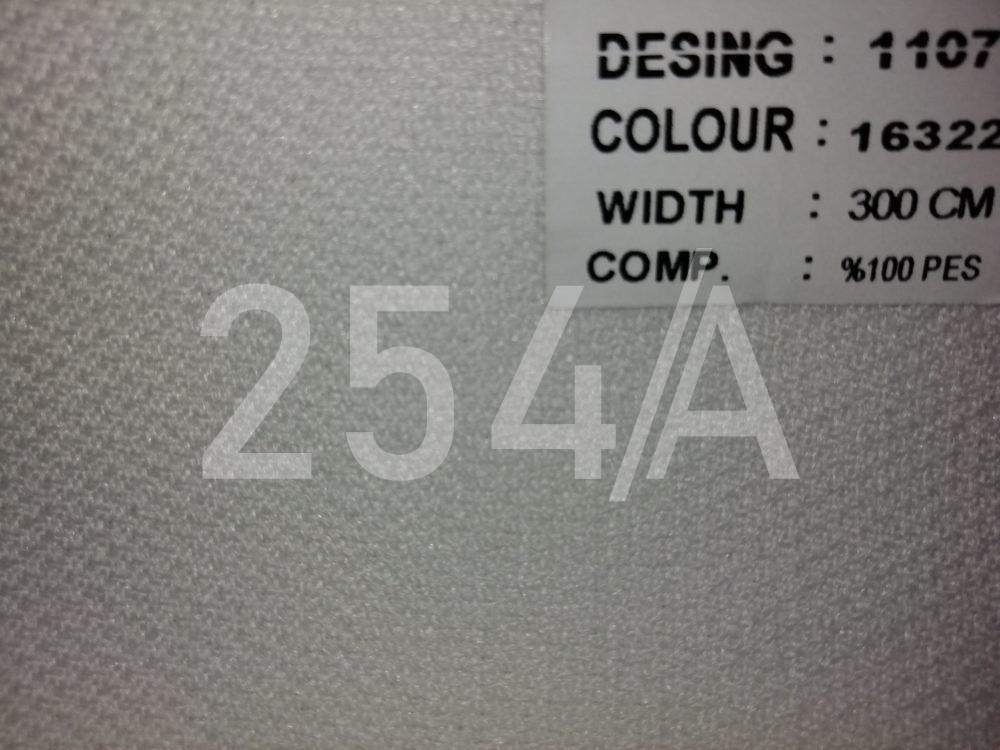 DESING : 1107
COLOUR : 16322
WIDTH : 300 CM
COMP. : %100 PES
254/A